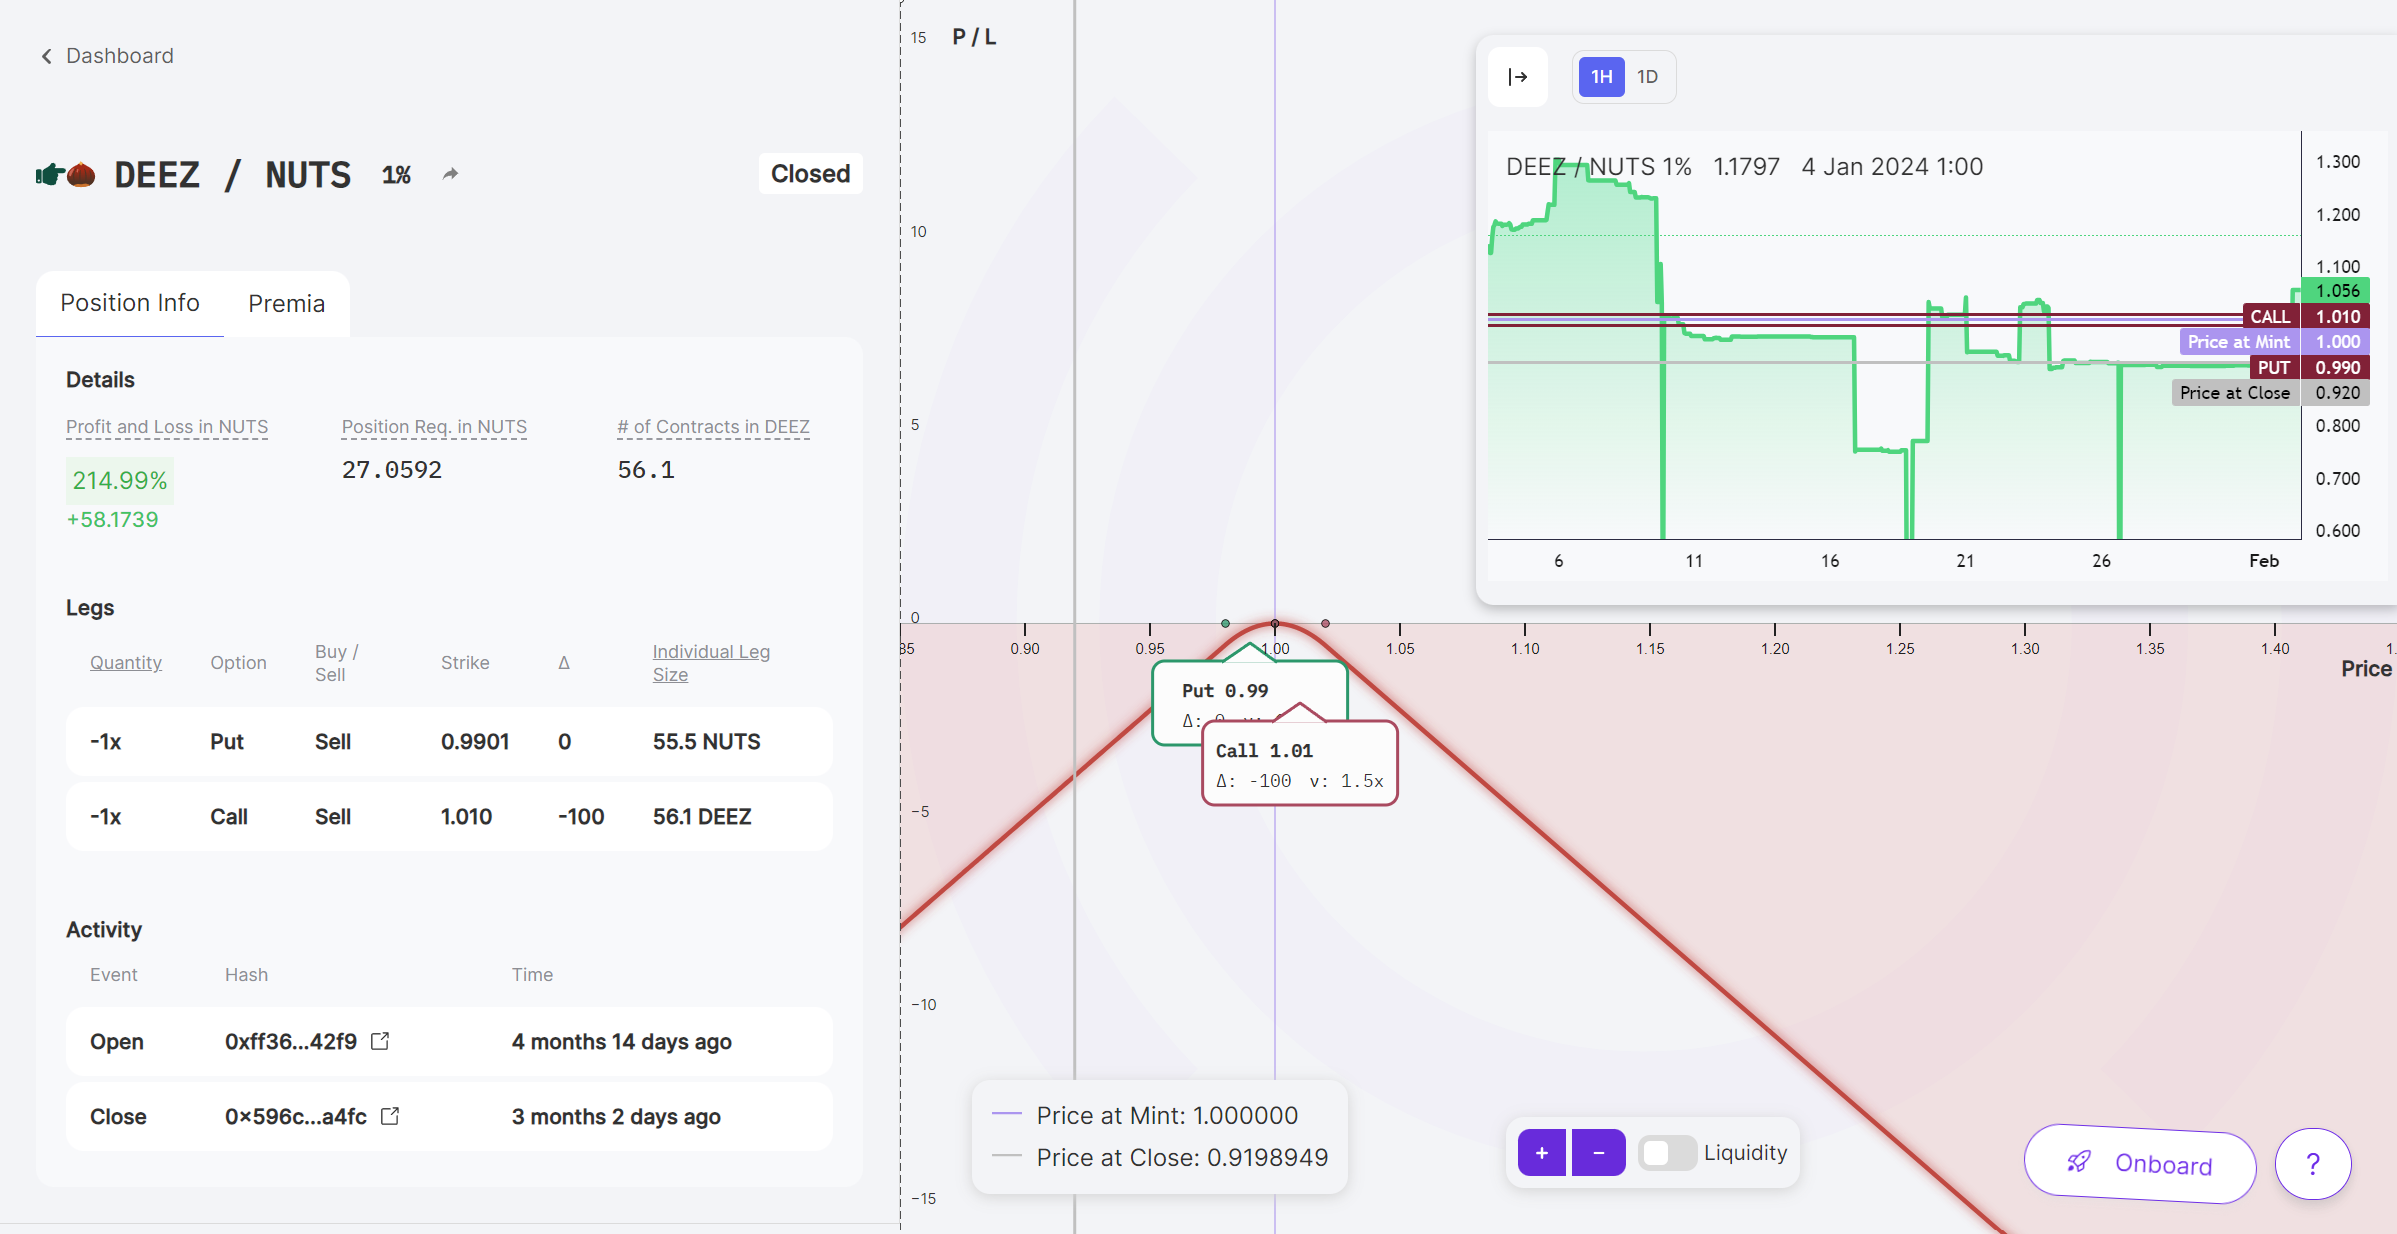 Dashboard
DEEZ / NUTS 1%
Closed
Position Info
Premia
Details
Profit and Loss in NUTS
Position Req. in NUTS
# of Contracts in DEEZ
214.99%
+58.1739
27.0592
56.1
Legs
Quantity Option Buy / Sell Strike Δ Individual Leg Size
-1x Put Sell 0.9901 0 55.5 NUTS
-1x Call Sell 1.010 -100 56.1 DEEZ
Activity
Event Hash Time
Open 0xff36...42f9 4 months 14 days ago
Close 0×596c...a4fc 3 months 2 days ago
P / L
15
10
5
0
−5
−10
−15
85 0.90 0.95 1.00 1.05 1.10 1.15 1.20 1.25 1.30 1.35 1.40 1.
Price
Put 0.99
Δ:
Call 1.01
Δ: -100 v: 1.5x
Price at Mint: 1.000000
Price at Close: 0.9198949
+ − Liquidity
Onboard
?
1H 1D
DEEZ / NUTS 1% 1.1797 4 Jan 2024 1:00
1.300
1.200
1.100
1.056
CALL 1.010
Price at Mint 1.000
PUT 0.990
Price at Close 0.920
0.800
0.700
0.600
6 11 16 21 26 Feb